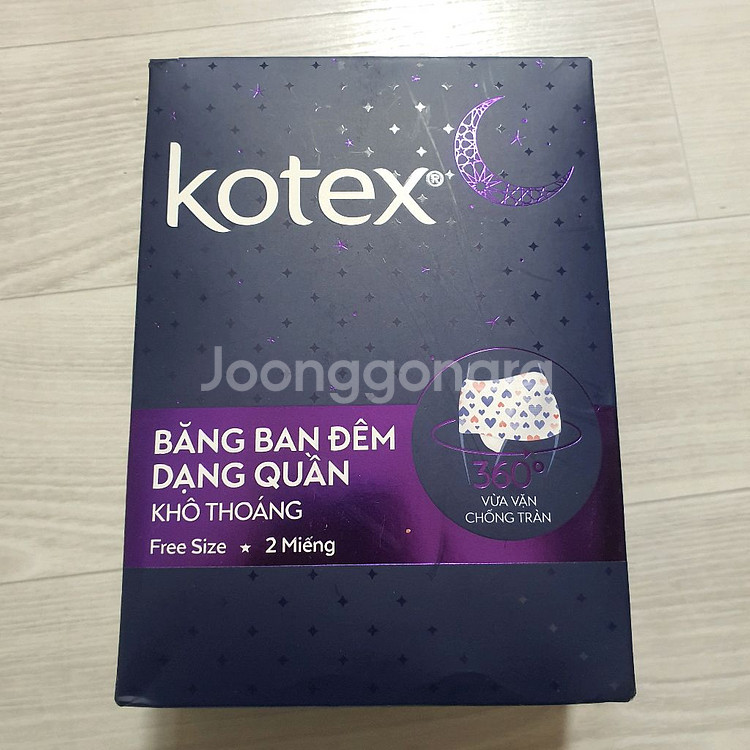 kotex®
Joonggonara
BĂNG BAN ĐÊM
DẠNG QUẦN
KHÔ THOÁNG
Free Size ★ 2 Miếng
360°
VỪA VẶN
CHỐNG TRÀN